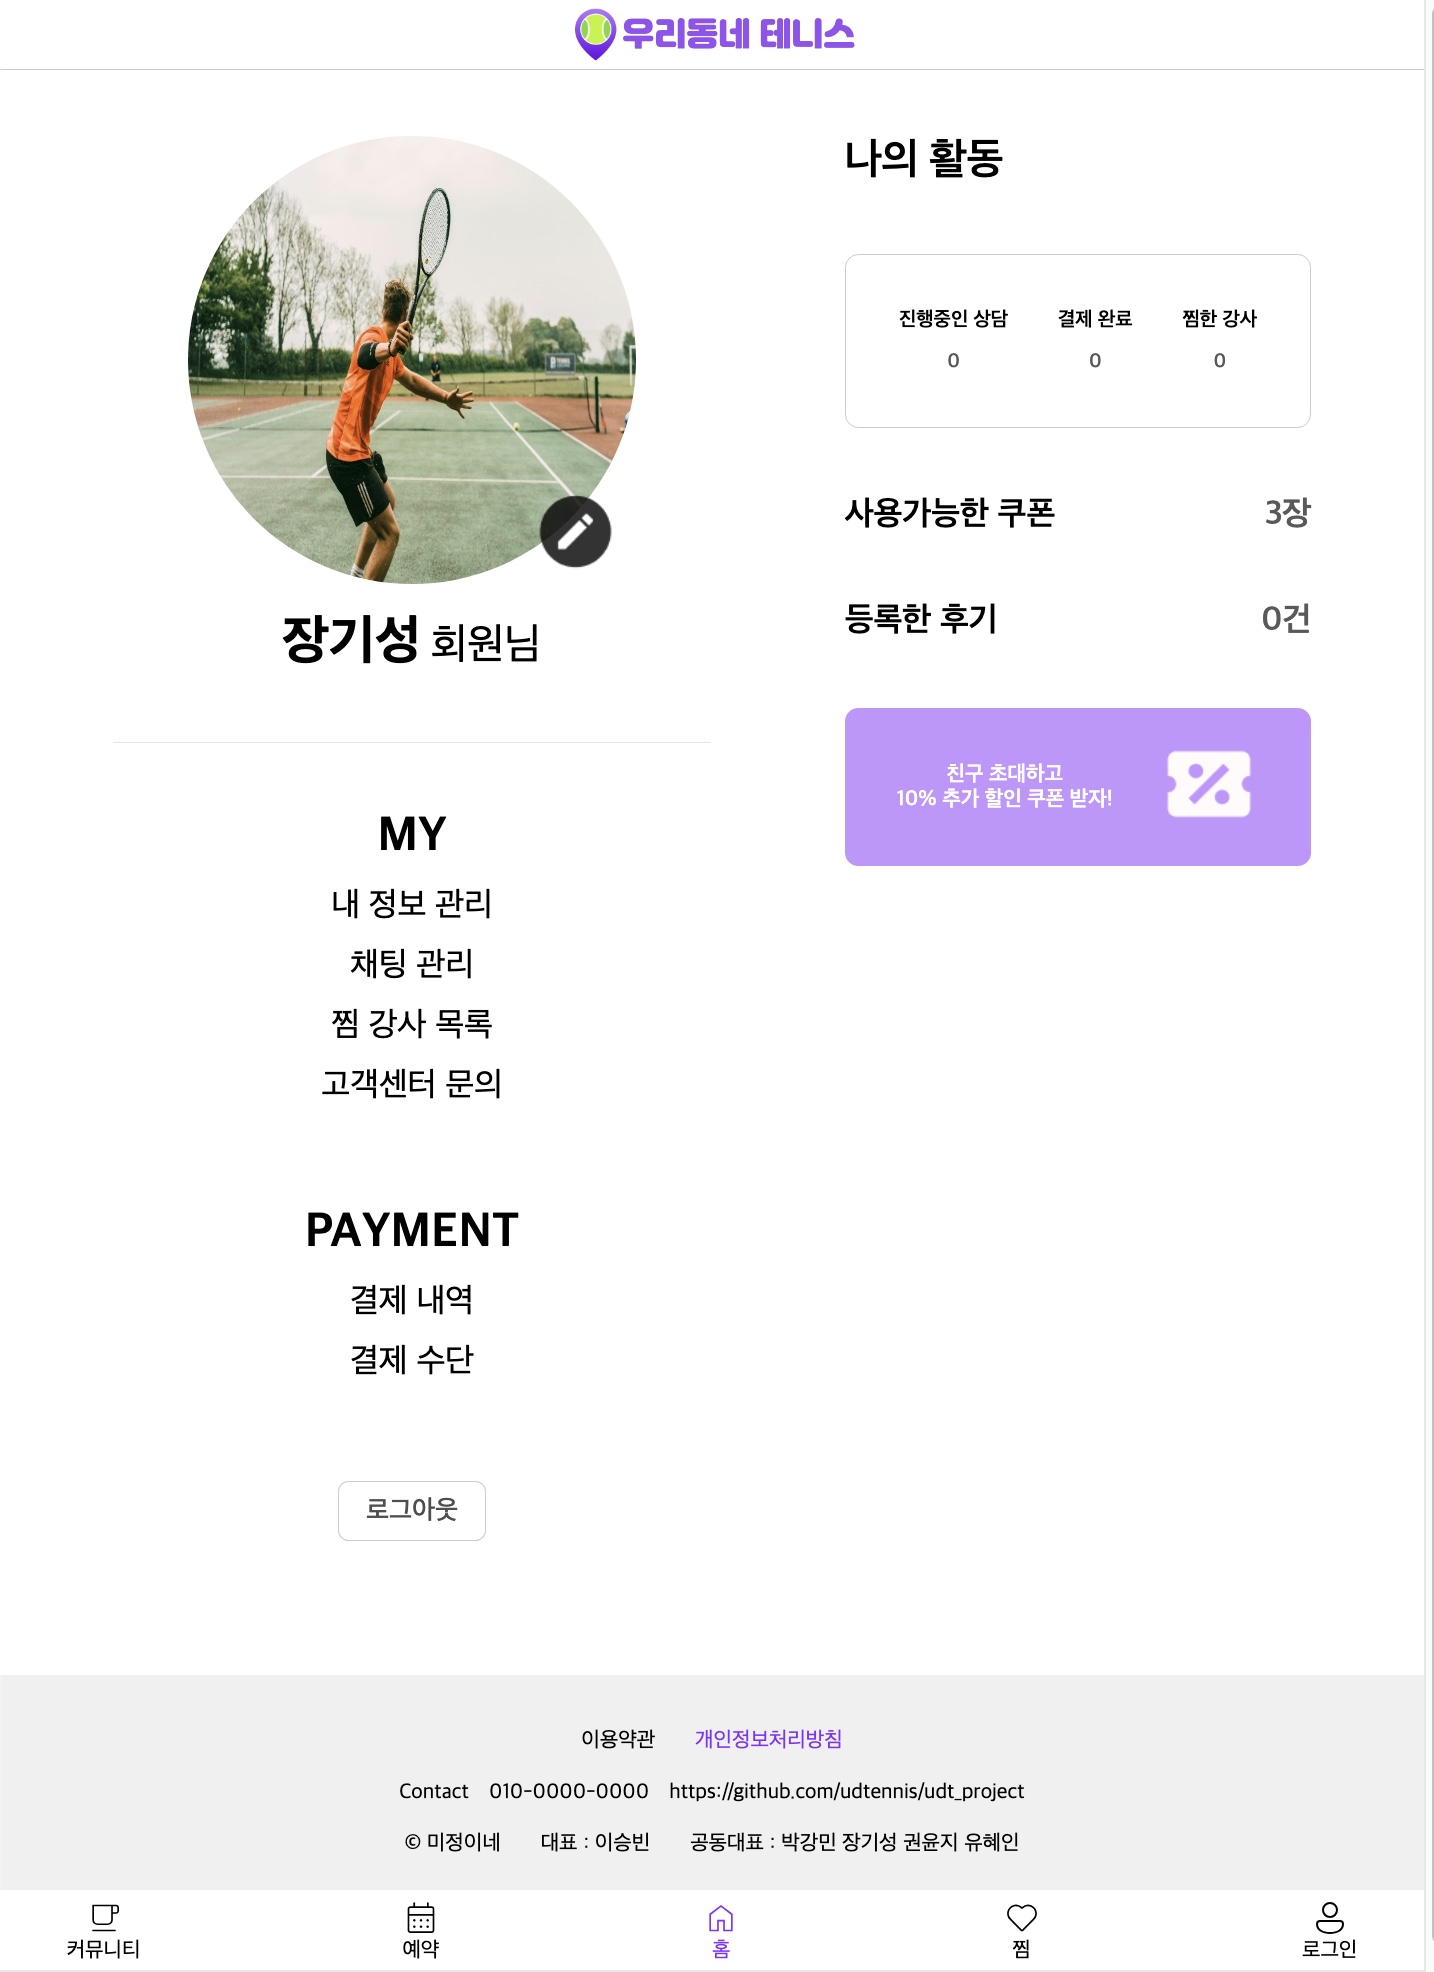 우리동네 테니스
장기성 회원님
MY
내 정보 관리
채팅 관리
찜 강사 목록
고객센터 문의
PAYMENT
결제 내역
결제 수단
로그아웃
나의 활동
진행중인 상담 결제 완료 찜한 강사
0 0 0
사용가능한 쿠폰 3장
등록한 후기 0건
친구 초대하고
10% 추가 할인 쿠폰 받자!
이용약관 개인정보처리방침
Contact 010-0000-0000 https://github.com/udtennis/udt_project
© 미정이네 대표 : 이승빈 공동대표 : 박강민 장기성 권윤지 유혜인
커뮤니티 예약 홈 찜 로그인